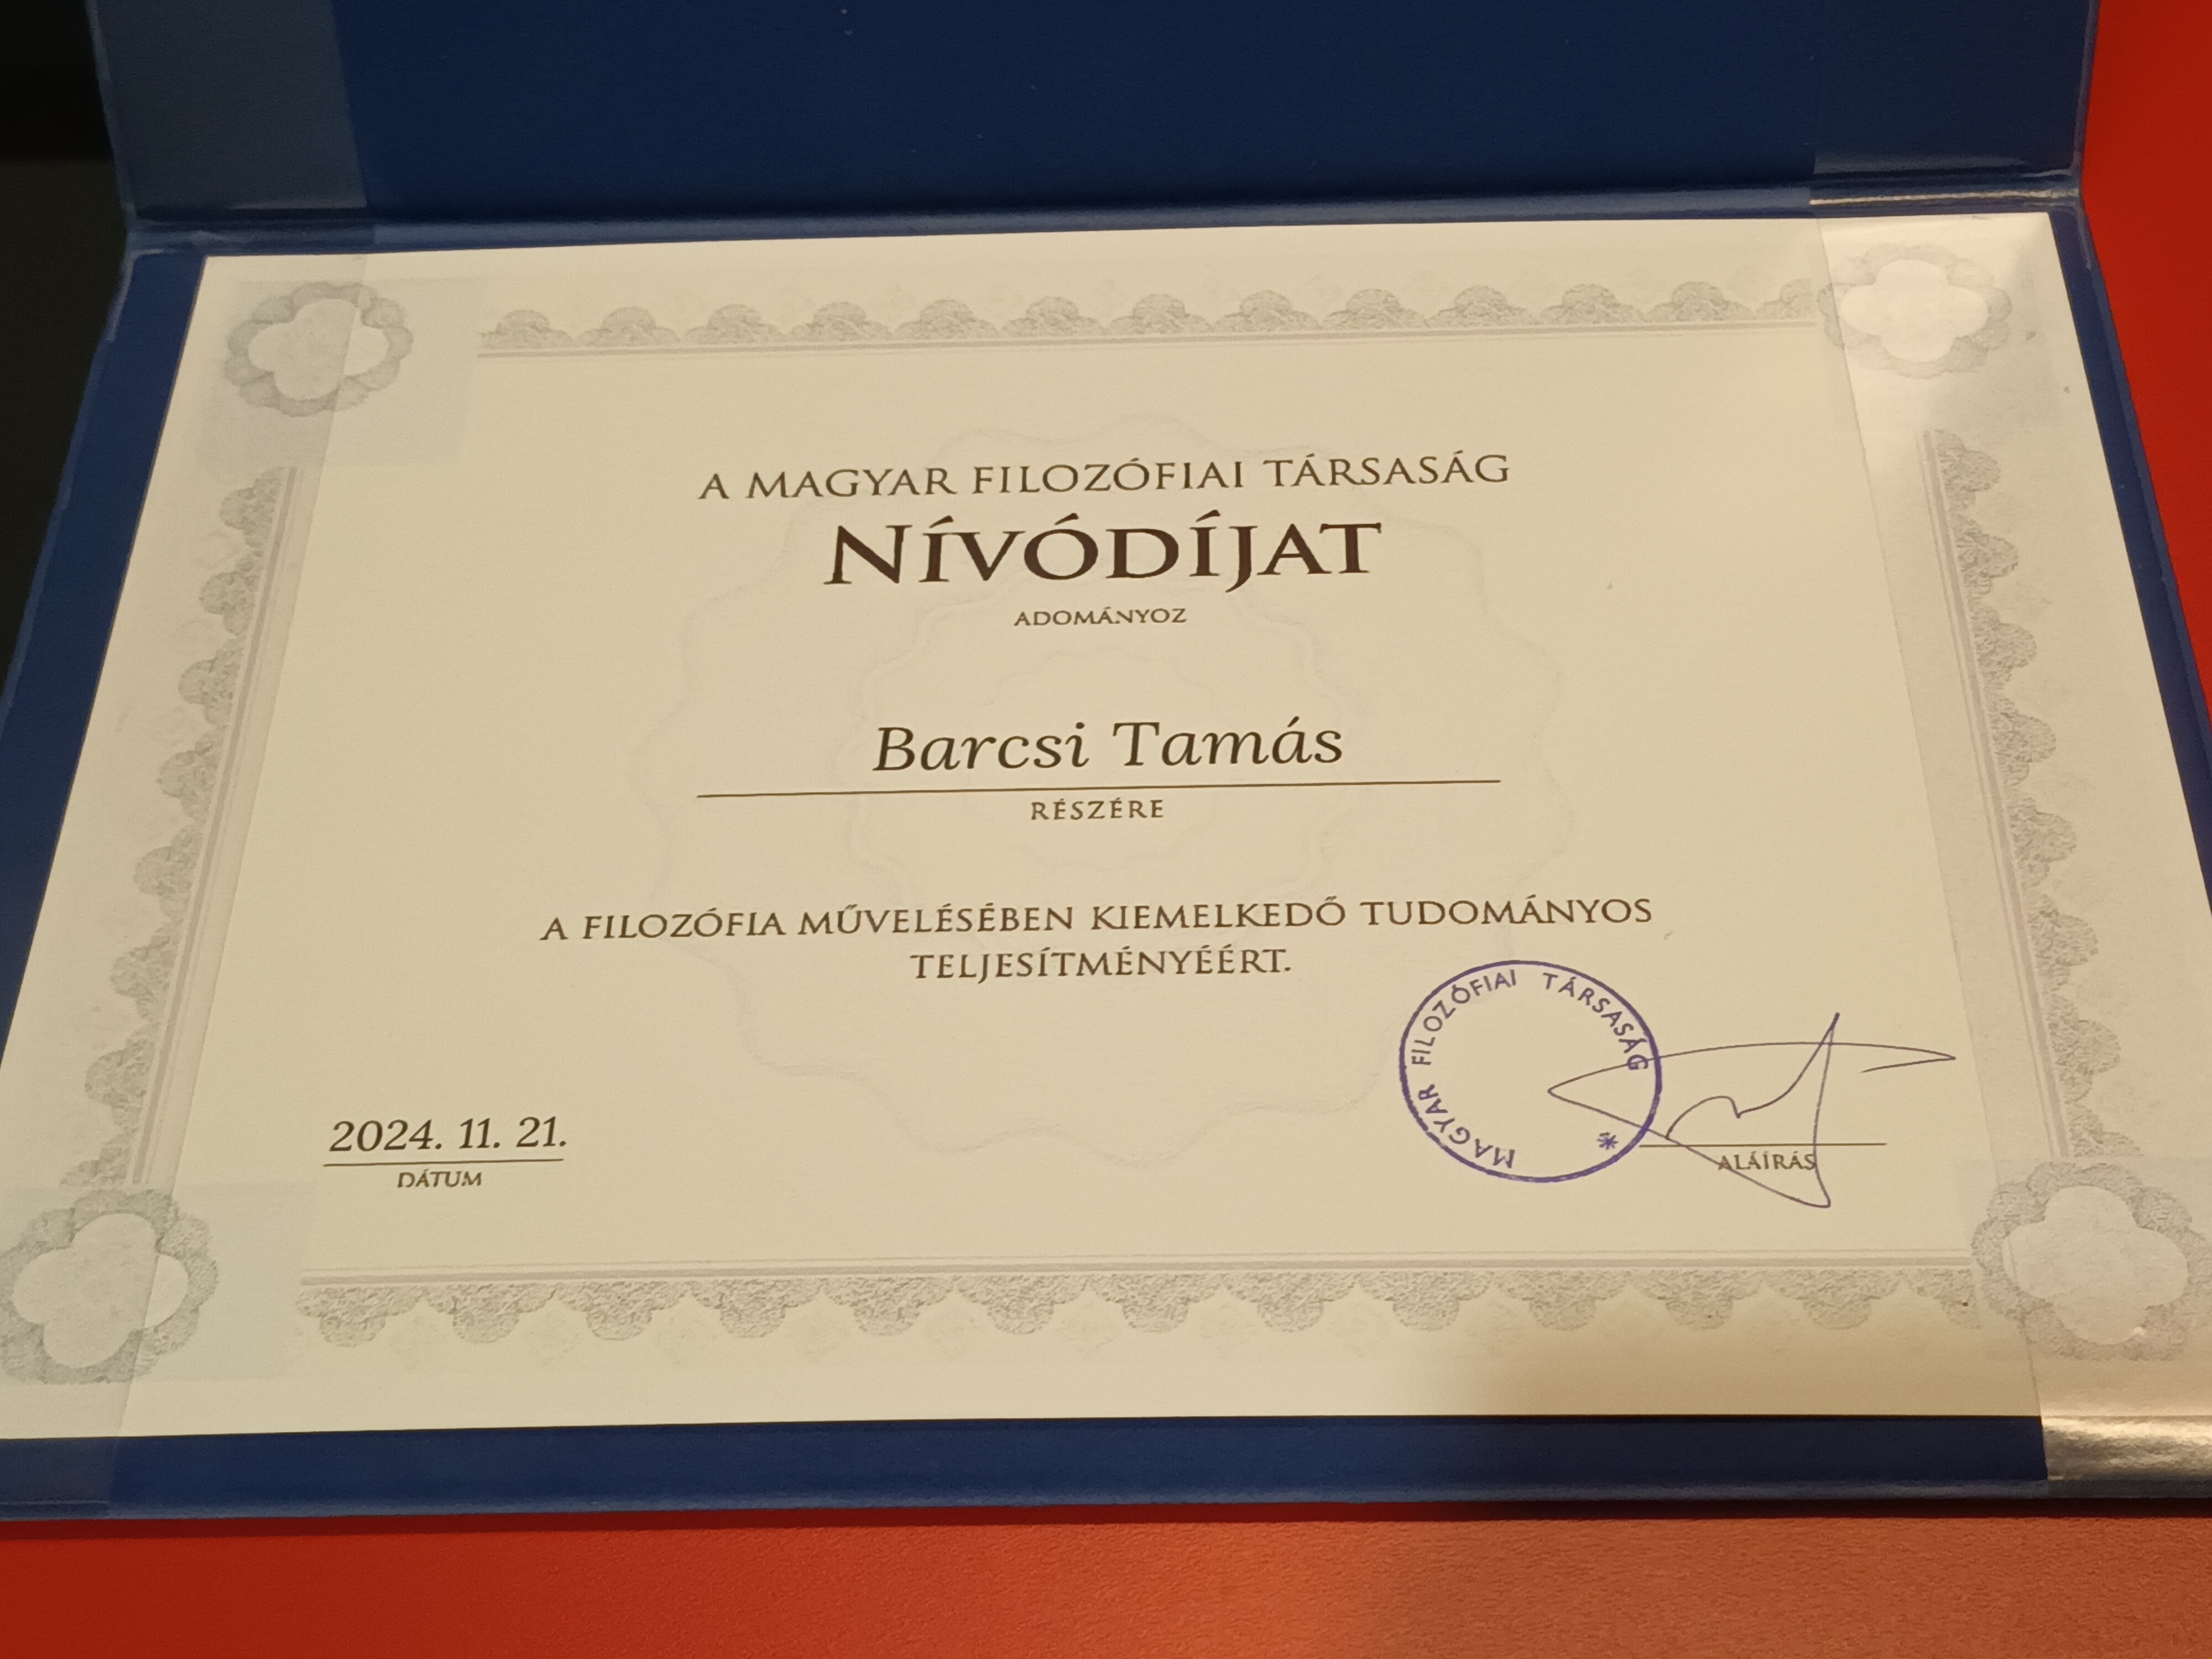 A MAGYAR FILOZÓFIAI TÁRSASÁG
NÍVÓDÍJAT
ADOMÁNYOZ
Barcsi Tamás
RÉSZÉRE
A FILOZÓFIA MŰVELÉSÉBEN KIEMELKEDŐ TUDOMÁNYOS
TELJESÍTMÉNYÉÉRT.
MAGYAR FILOZÓFIAI TÁRSASÁG *
2024. 11. 21.
DÁTUM
ALÁÍRÁS